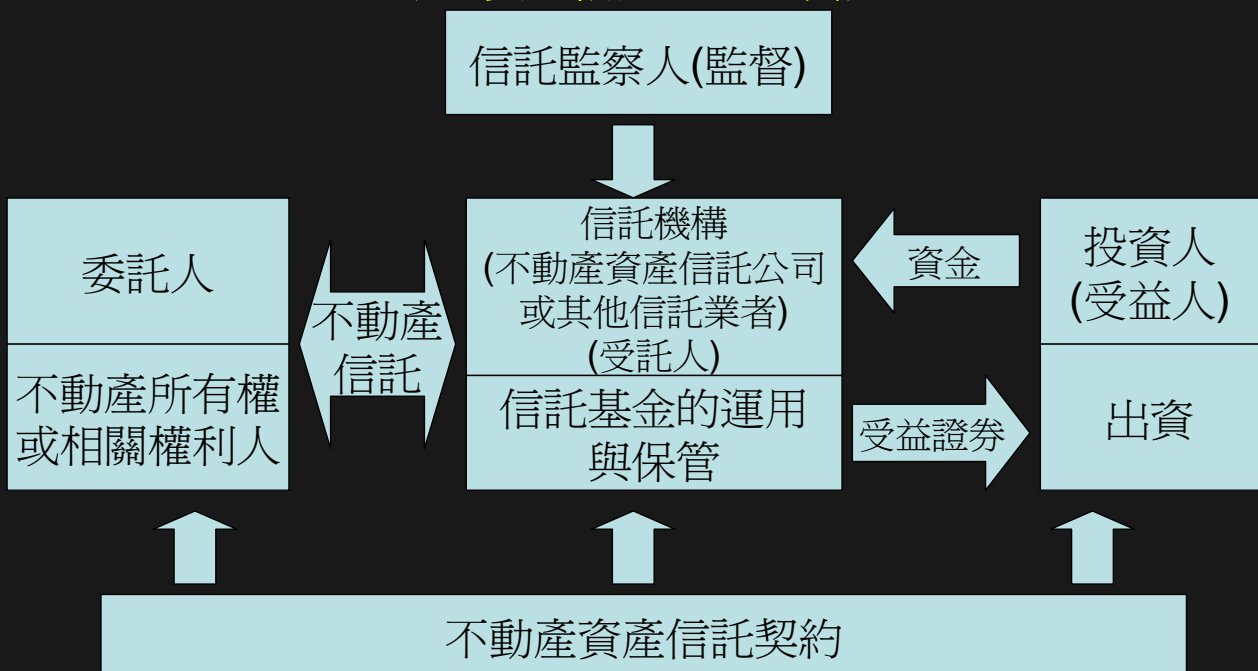 信託監察人(監督)
委託人
不動產所有權
或相關權利人
不動產
信託
信託機構
(不動產資產信託公司
或其他信託業者)
(受託人)
信託基金的運用
與保管
資金
受益證券
投資人
(受益人)
出資
不動產資產信託契約